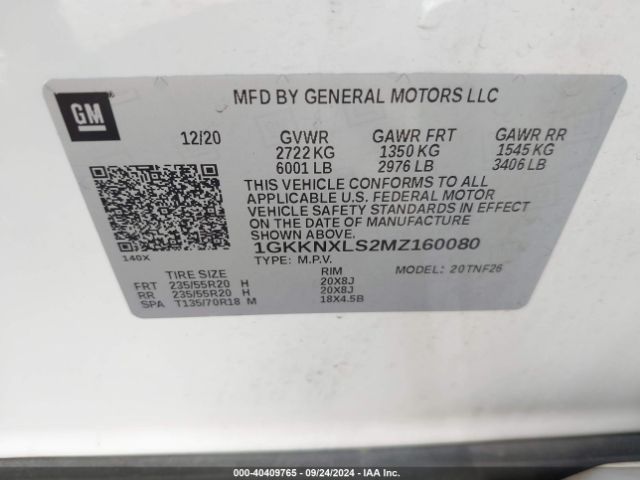 GM
MFD BY GENERAL MOTORS LLC
12/20 GVWR GAWR FRT GAWR RR
2722 KG 1350 KG 1545 KG
6001 LB 2976 LB 3406 LB
THIS VEHICLE CONFORMS TO ALL
APPLICABLE U.S. FEDERAL MOTOR
VEHICLE SAFETY STANDARDS IN
EFFECT ON THE DATE OF MANUFACTURE
SHOWN ABOVE.
1GKKNXLS2MZ160080
140X
TYPE: M.P.V. MODEL: 20TNF26
TIRE SIZE RIM
FRT 235/55R20 H 20X8J
RR 235/55R20 H 20X8J
SPA T135/70R18 M 18X4.5B
000-40409765 - 09/24/2024 - IAA Inc.